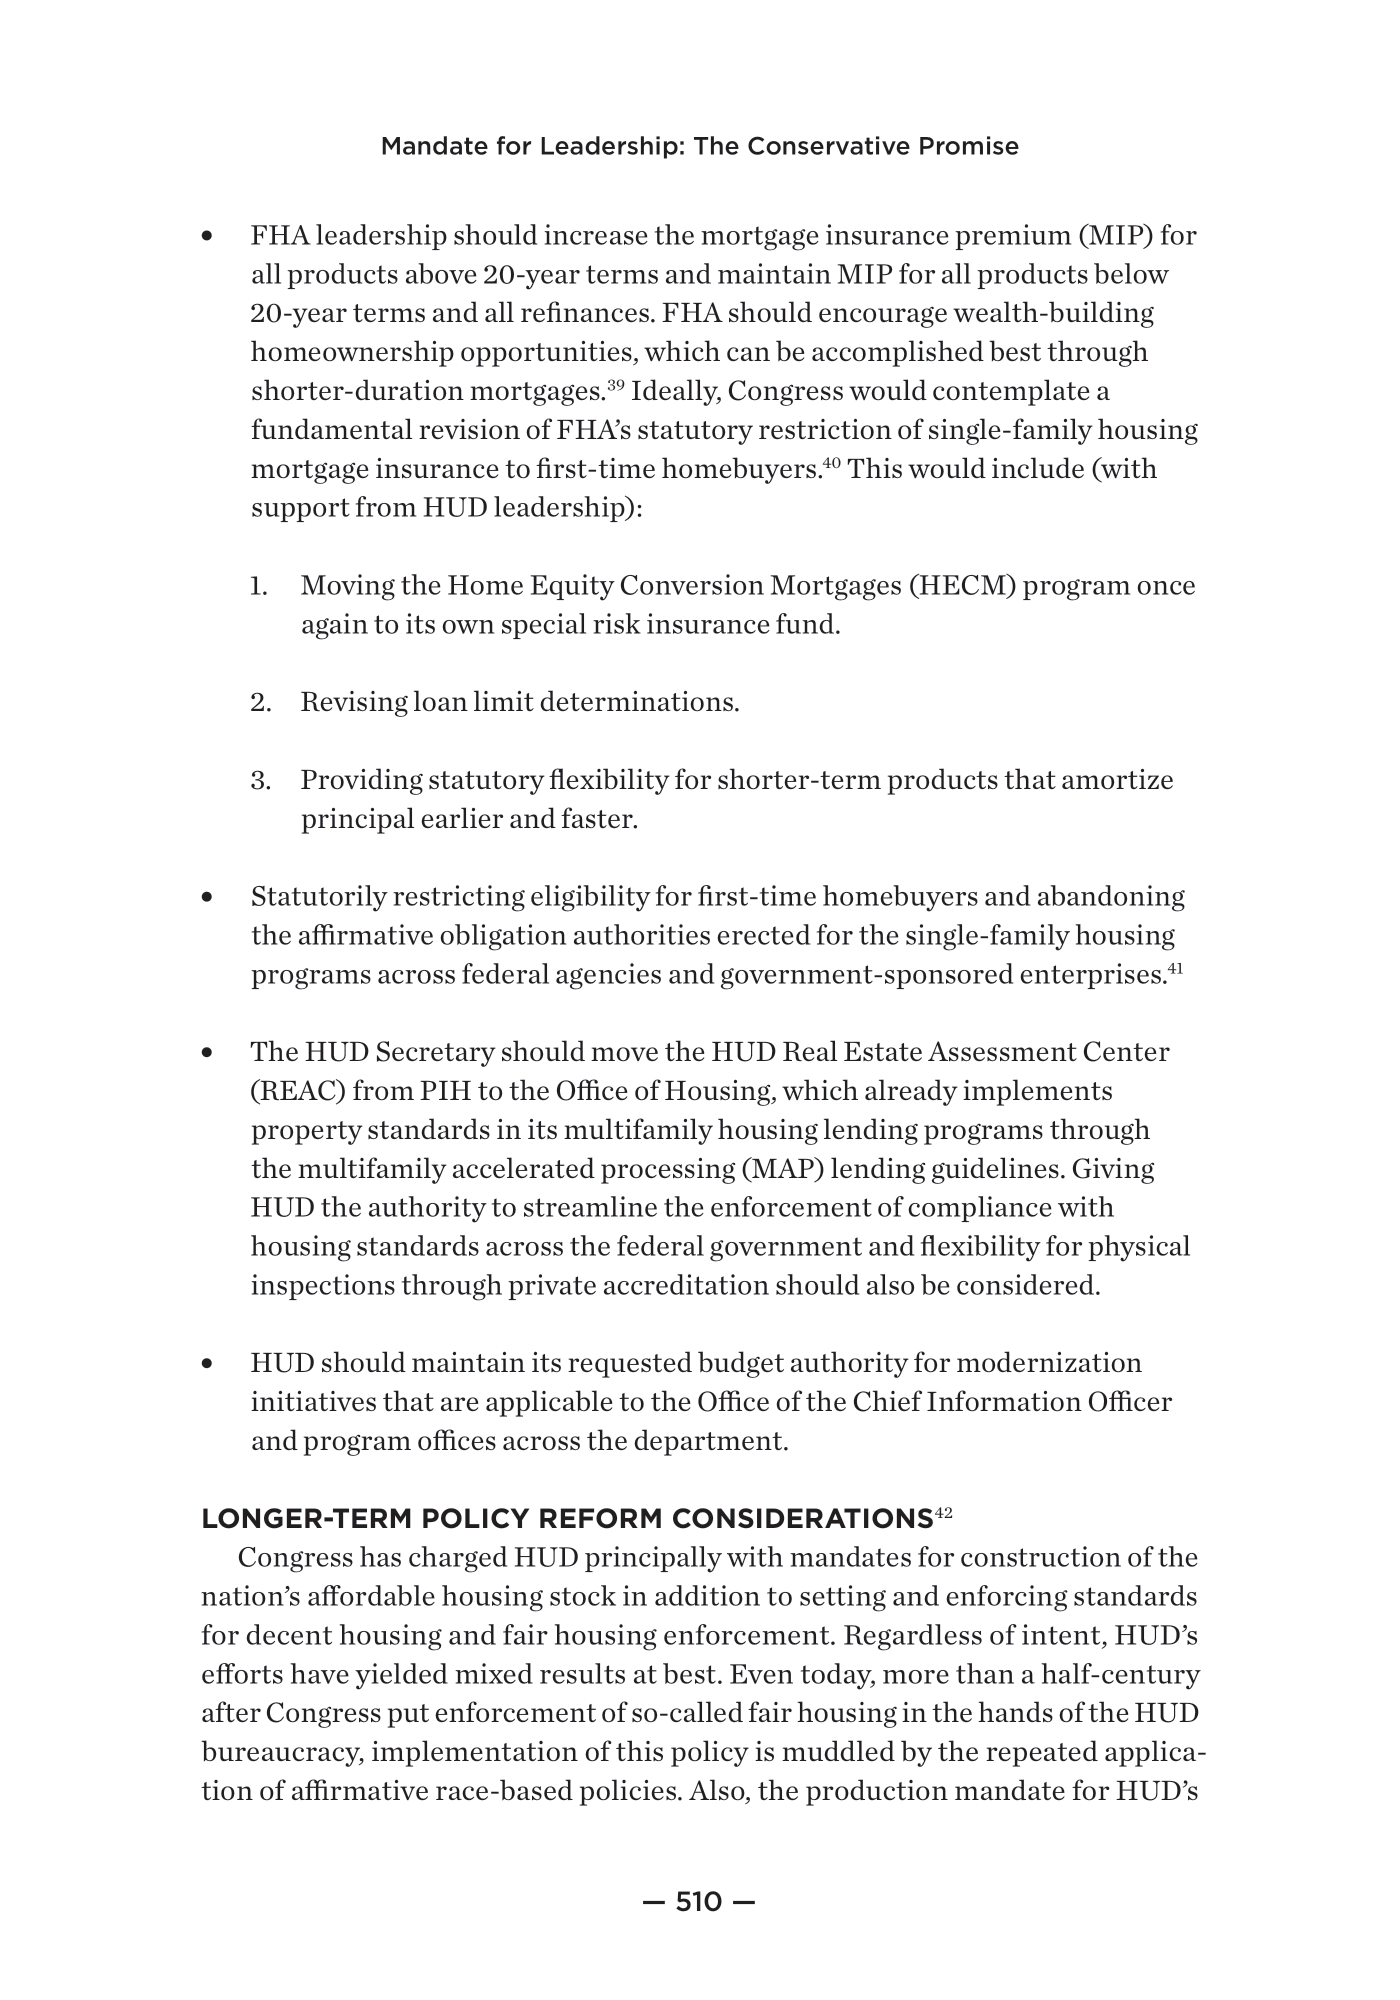 Mandate for Leadership: The Conservative Promise
• FHA leadership should increase the mortgage insurance premium (MIP) for
all products above 20-year terms and maintain MIP for all products below
20-year terms and all refinances. FHA should encourage wealth-building
homeownership opportunities, which can be accomplished best through
shorter-duration mortgages.³⁹ Ideally, Congress would contemplate a
fundamental revision of FHA’s statutory restriction of single-family housing
mortgage insurance to first-time homebuyers.⁴⁰ This would include (with
support from HUD leadership):
1. Moving the Home Equity Conversion Mortgages (HECM) program once
again to its own special risk insurance fund.
2. Revising loan limit determinations.
3. Providing statutory flexibility for shorter-term products that amortize
principal earlier and faster.
• Statutorily restricting eligibility for first-time homebuyers and abandoning
the affirmative obligation authorities erected for the single-family housing
programs across federal agencies and government-sponsored enterprises.⁴¹
• The HUD Secretary should move the HUD Real Estate Assessment Center
(REAC) from PIH to the Office of Housing, which already implements
property standards in its multifamily housing lending programs through
the multifamily accelerated processing (MAP) lending guidelines. Giving
HUD the authority to streamline the enforcement of compliance with
housing standards across the federal government and flexibility for physical
inspections through private accreditation should also be considered.
• HUD should maintain its requested budget authority for modernization
initiatives that are applicable to the Office of the Chief Information Officer
and program offices across the department.
LONGER-TERM POLICY REFORM CONSIDERATIONS⁴²
Congress has charged HUD principally with mandates for construction of the
nation’s affordable housing stock in addition to setting and enforcing standards
for decent housing and fair housing enforcement. Regardless of intent, HUD’s
efforts have yielded mixed results at best. Even today, more than a half-century
after Congress put enforcement of so-called fair housing in the hands of the HUD
bureaucracy, implementation of this policy is muddled by the repeated applica-
tion of affirmative race-based policies. Also, the production mandate for HUD’s
— 510 —